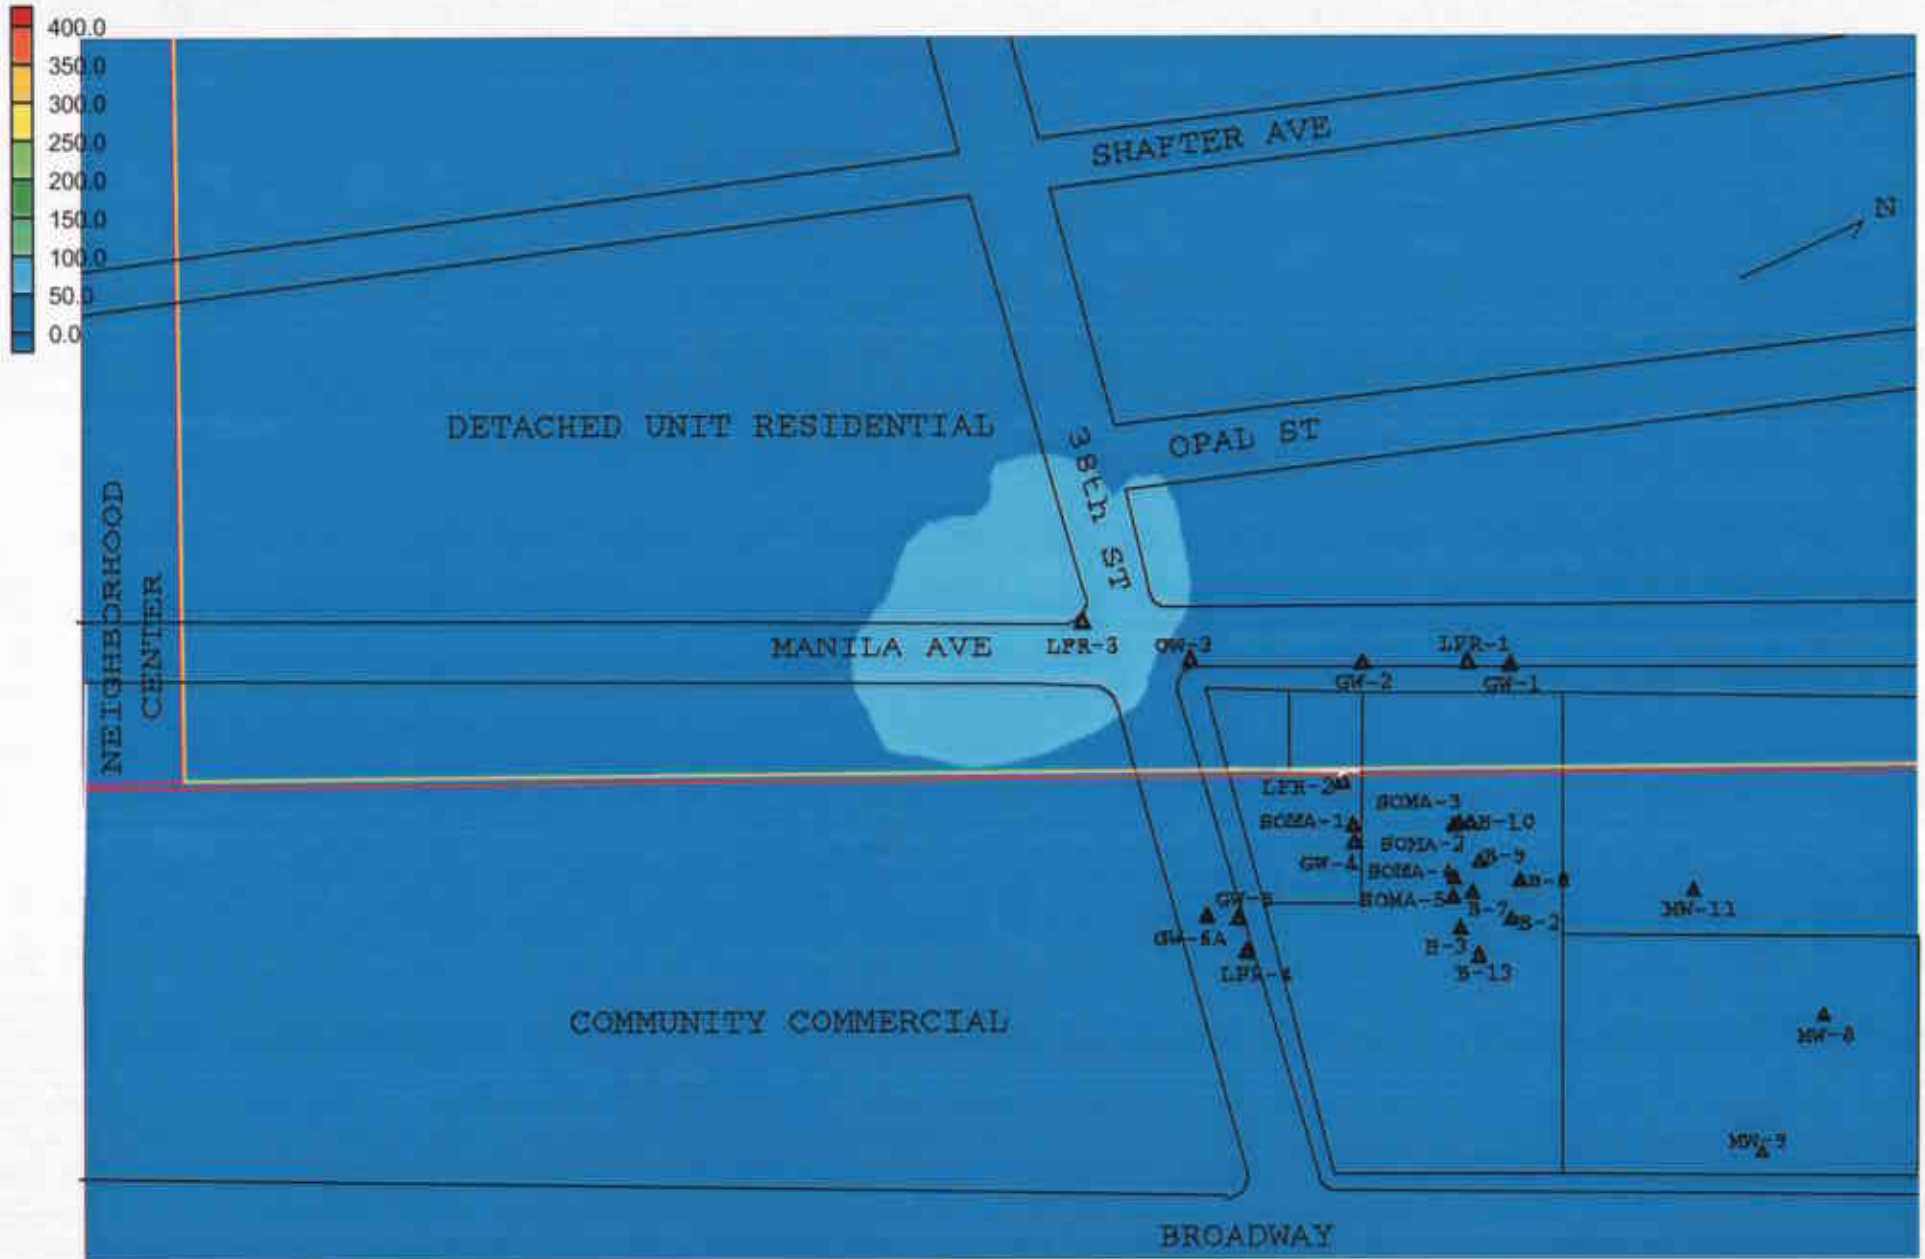 400.0
350.0
300.0
250.0
200.0
150.0
100.0
50.0
0.0
SHAFTER AVE
N
DETACHED UNIT RESIDENTIAL
OPAL ST
38th ST
NEIGHBORHOOD
CENTER
MANILA AVE
LFR-3
GW-3
LFR-1
GW-2
GW-1
LFR-2
SOMA-3
SOMA-1
B-10
SOMA-2
GW-4
B-9
SOMA-4
B-8
SOMA-5
B-7
B-2
MW-11
GW-5
GW-6A
B-3
LFR-4
B-13
COMMUNITY COMMERCIAL
MW-8
MW-9
BROADWAY